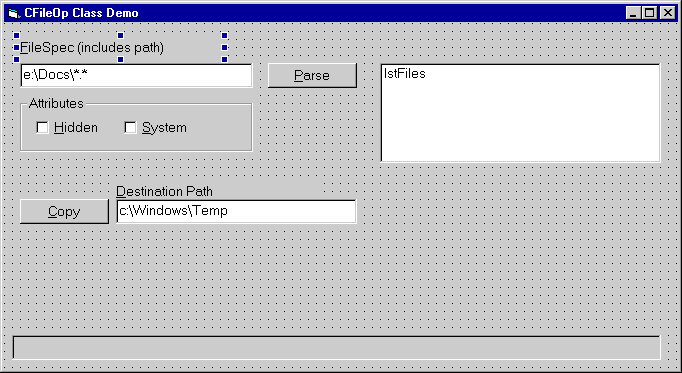 CFileOp Class Demo
FileSpec (includes path)
e:\Docs\*.*
Parse
lstFiles
Attributes
Hidden
System
Destination Path
Copy
c:\Windows\Temp